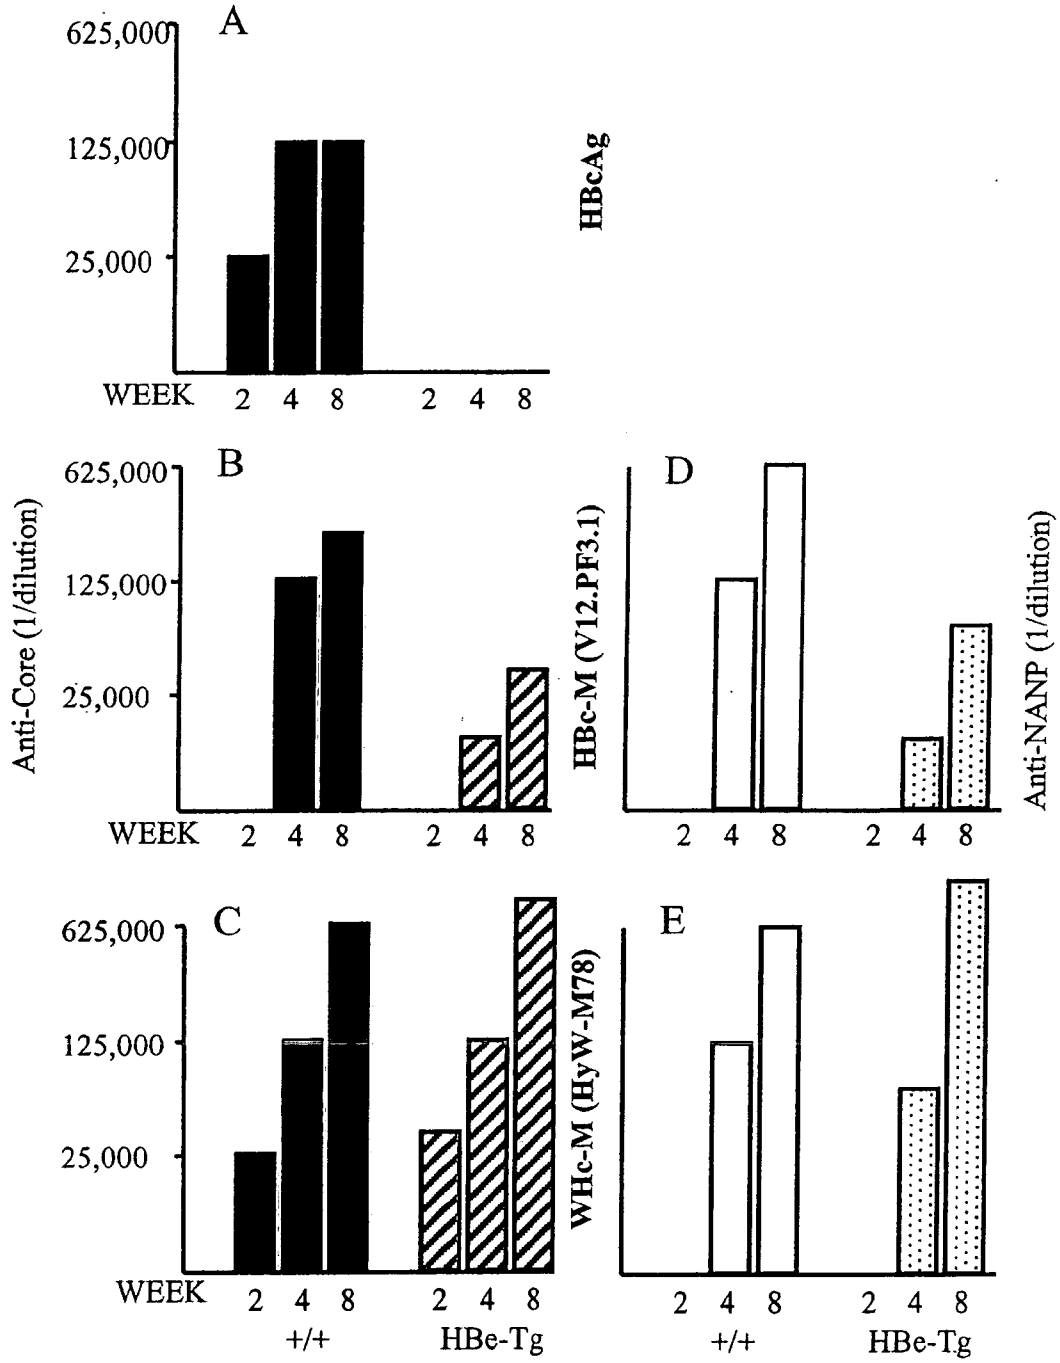 A
625,000
125,000
25,000
HBcAg
WEEK 2 4 8 2 4 8
Anti-Core (1/dilution)
B
625,000
125,000
25,000
WEEK 2 4 8 2 4 8
HBc-M (V12.PF3.1)
D
2 4 8 2 4 8
Anti-NANP (1/dilution)
C
625,000
125,000
25,000
WEEK 2 4 8 2 4 8
+/+ HBe-Tg
WHc-M (HyW-M78)
E
2 4 8 2 4 8
+/+ HBe-Tg